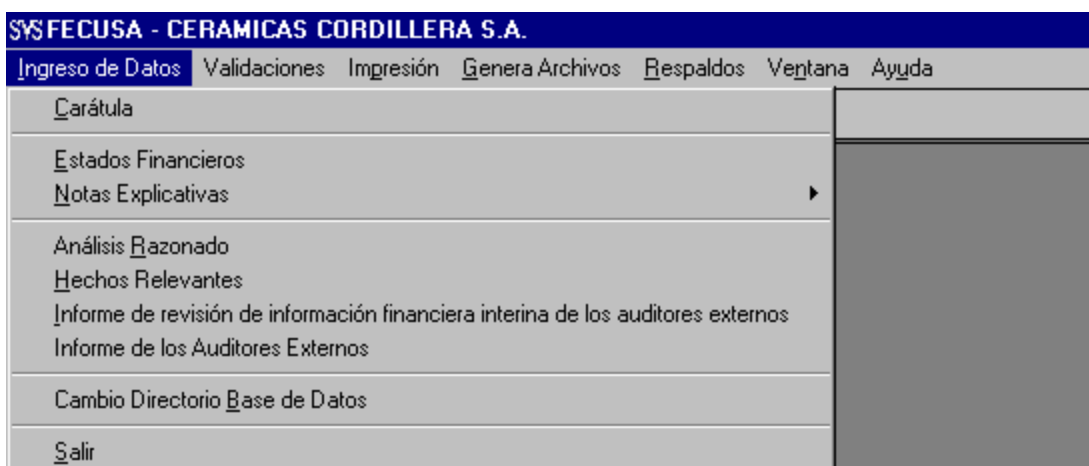 SVS FECUSA - CERAMICAS CORDILLERA S.A.
Ingreso de Datos Validaciones Impresión Genera Archivos Respaldos Ventana Ayuda
Carátula
Estados Financieros
Notas Explicativas
Análisis Razonado
Hechos Relevantes
Informe de revisión de información financiera interina de los auditores externos
Informe de los Auditores Externos
Cambio Directorio Base de Datos
Salir